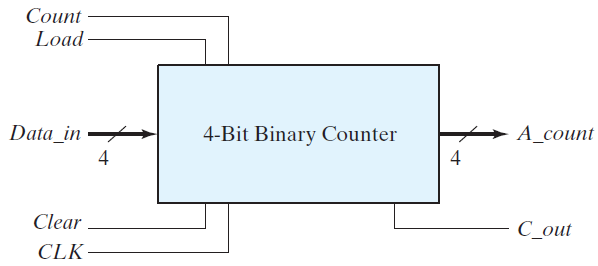 Count
Load
Data_in
4
4-Bit Binary Counter
A_count
4
Clear
CLK
C_out